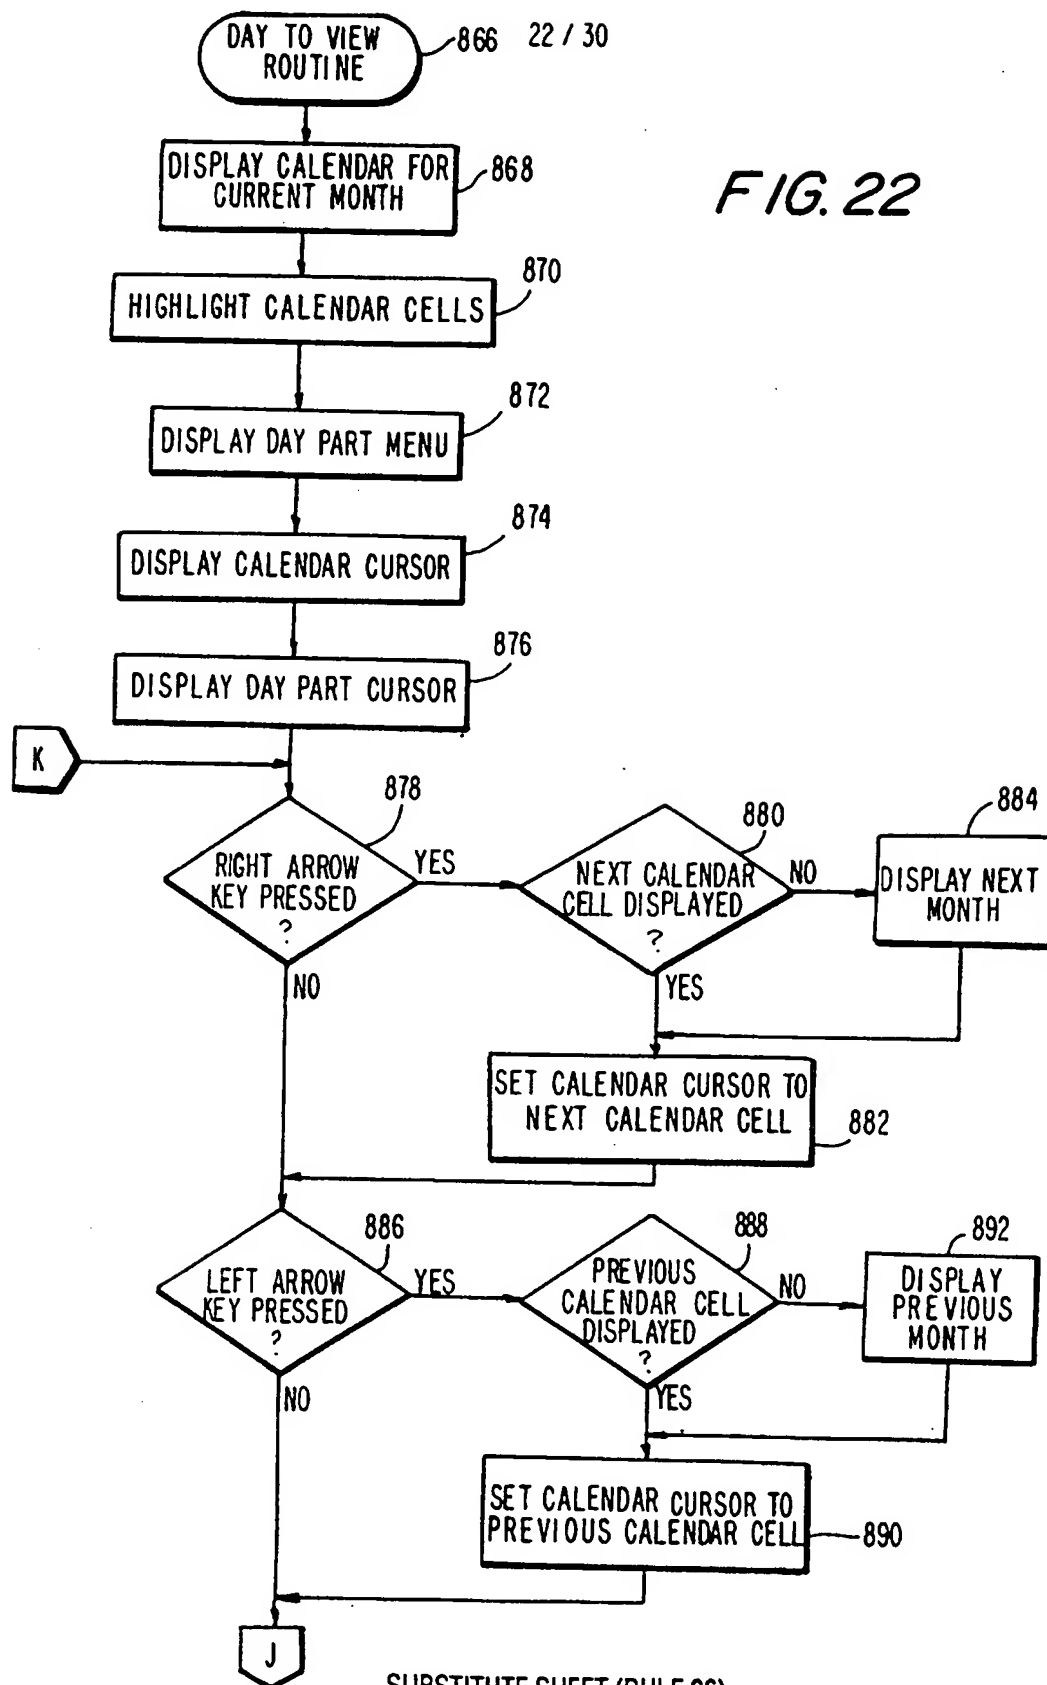 DAY TO VIEW
ROUTINE
866
22 / 30
DISPLAY CALENDAR FOR
CURRENT MONTH
868
FIG. 22
870
HIGHLIGHT CALENDAR CELLS
872
DISPLAY DAY PART MENU
874
DISPLAY CALENDAR CURSOR
876
DISPLAY DAY PART CURSOR
K
878
RIGHT ARROW
KEY PRESSED
?
YES
NO
880
NEXT CALENDAR
CELL DISPLAYED
?
NO
YES
884
DISPLAY NEXT
MONTH
SET CALENDAR CURSOR TO
NEXT CALENDAR CELL
882
886
LEFT ARROW
KEY PRESSED
?
YES
NO
888
PREVIOUS
CALENDAR CELL
DISPLAYED
?
NO
YES
892
DISPLAY
PREVIOUS
MONTH
SET CALENDAR CURSOR TO
PREVIOUS CALENDAR CELL
890
J
SUBSTITUTE SHEET (RULE 26)